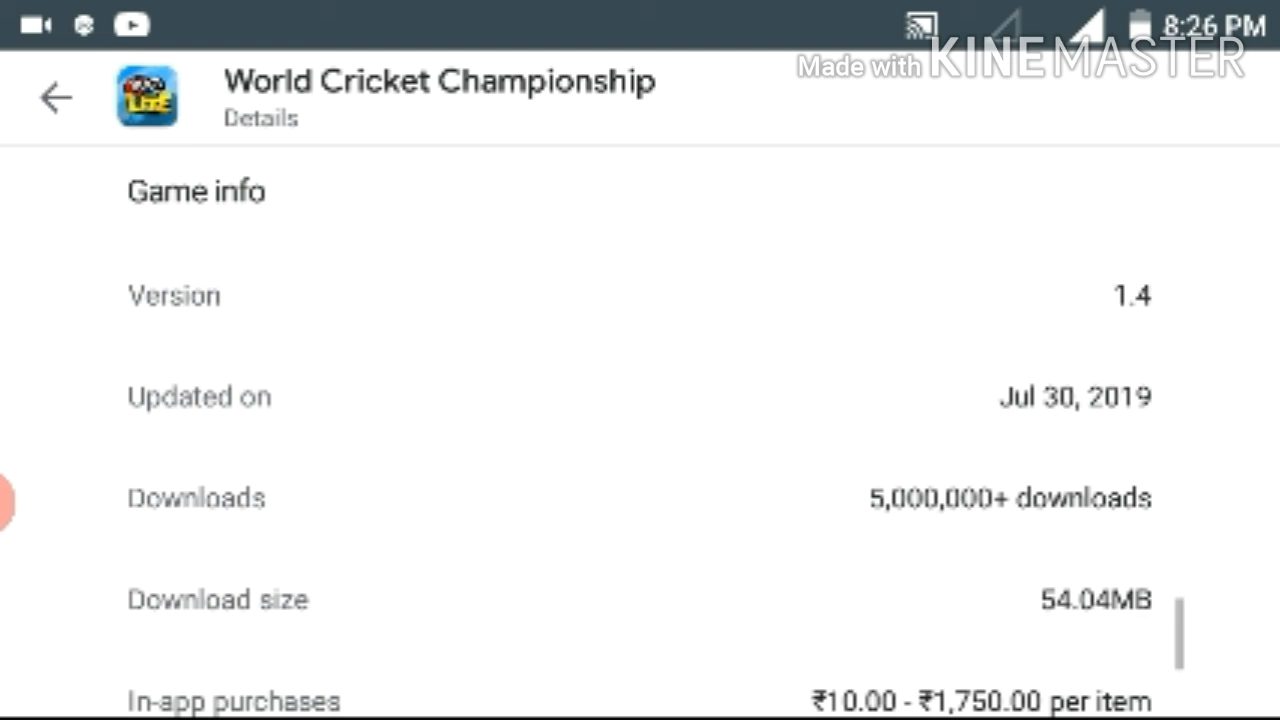 8:26 PM
Made with KINEMASTER
World Cricket Championship
LITE
Details
Game info
Version 1.4
Updated on Jul 30, 2019
Downloads 5,000,000+ downloads
Download size 54.04MB
In-app purchases ₹10.00 - ₹1,750.00 per item